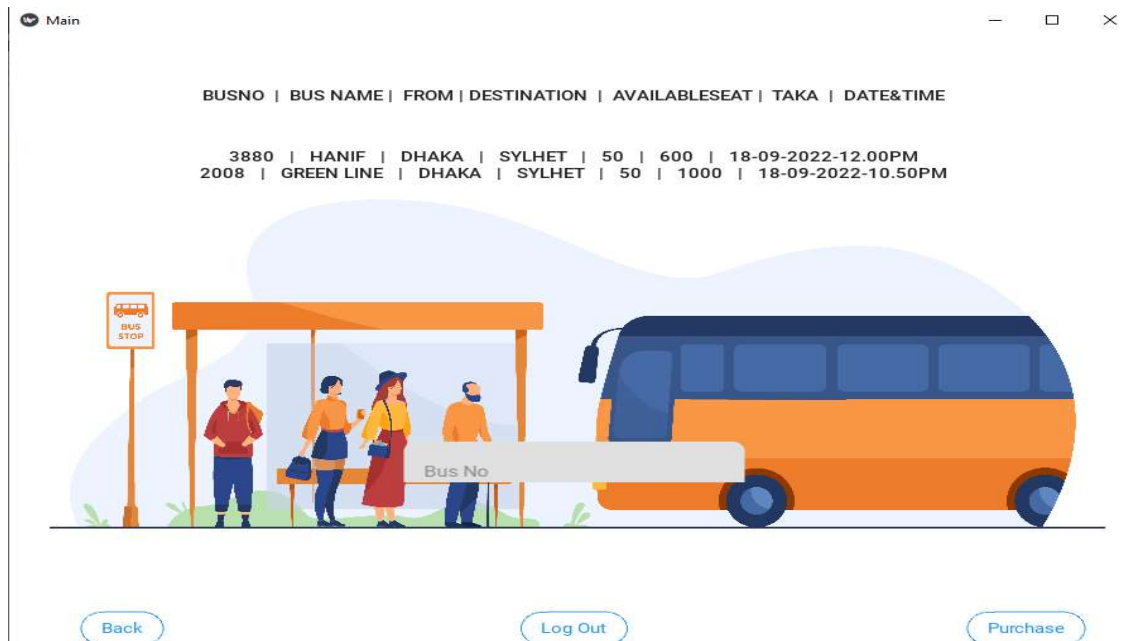 Main
BUSNO | BUS NAME | FROM | DESTINATION | AVAILABLESEAT | TAKA | DATE&TIME
3880 | HANIF | DHAKA | SYLHET | 50 | 600 | 18-09-2022-12.00PM
2008 | GREEN LINE | DHAKA | SYLHET | 50 | 1000 | 18-09-2022-10.50PM
BUS
STOP
Bus No
Back
Log Out
Purchase